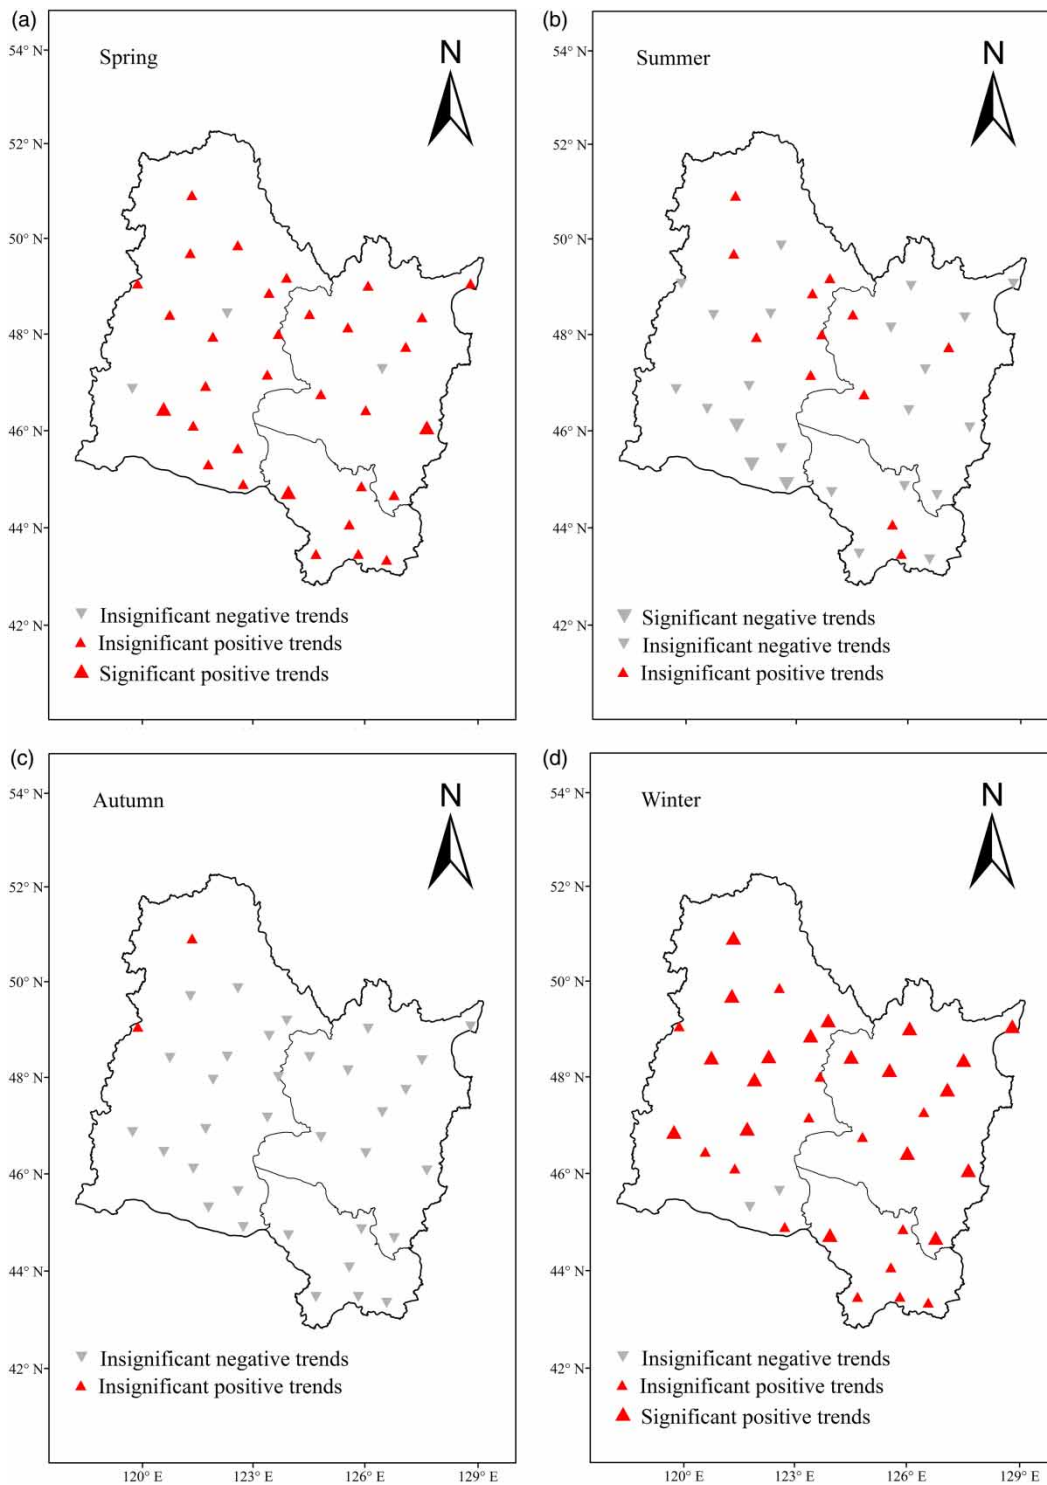 (a)
Spring
N
54° N
52° N
50° N
48° N
46° N
44° N
42° N
Insignificant negative trends
Insignificant positive trends
Significant positive trends
(b)
Summer
N
54° N
52° N
50° N
48° N
46° N
44° N
42° N
Significant negative trends
Insignificant negative trends
Insignificant positive trends
(c)
Autumn
N
54° N
52° N
50° N
48° N
46° N
44° N
42° N
Insignificant negative trends
Insignificant positive trends
120° E 123° E 126° E 129° E
(d)
Winter
N
54° N
52° N
50° N
48° N
46° N
44° N
42° N
Insignificant negative trends
Insignificant positive trends
Significant positive trends
120° E 123° E 126° E 129° E